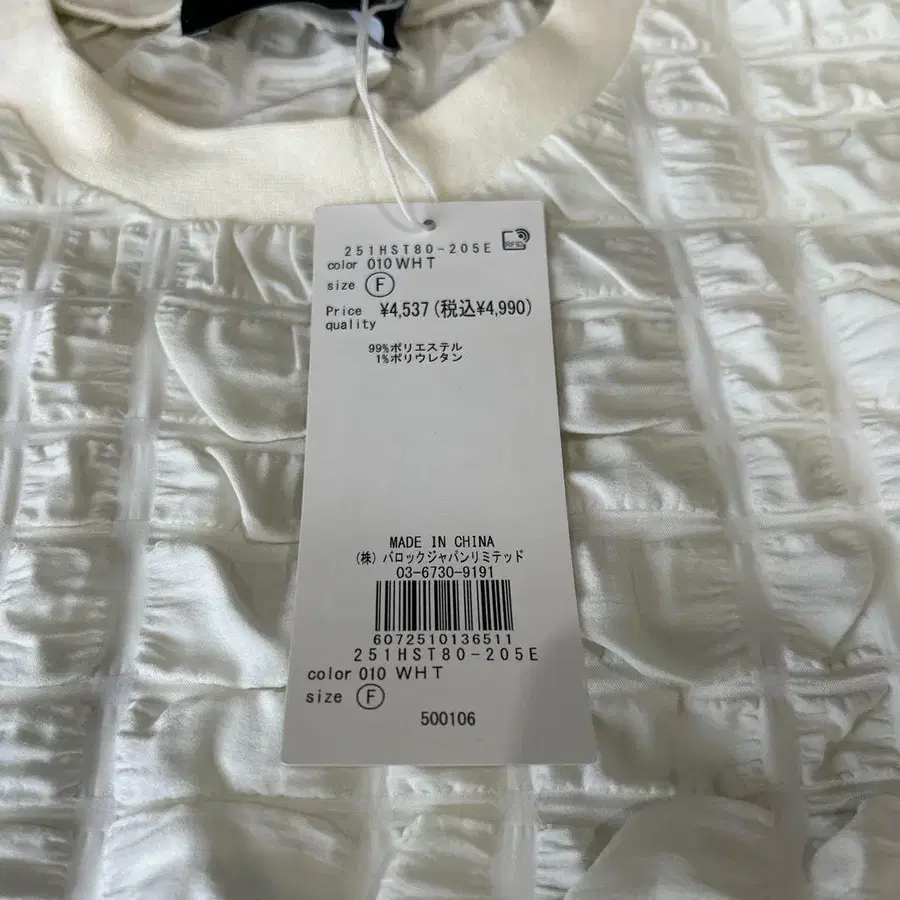 251HST80-205E
RFID
color 010 WHT
size F
Price ¥4,537(税込¥4,990)
quality
99%ポリエステル
1%ポリウレタン
MADE IN CHINA
(株)バロックジャパンリミテッド
03-6730-9191
6072510136511
251HST80-205E
color 010 WHT
size F
500106